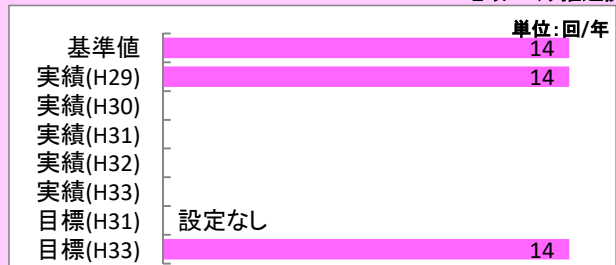 単位:回/年
基準値 14
実績(H29) 14
実績(H30)
実績(H31)
実績(H32)
実績(H33)
目標(H31) 設定なし
目標(H33) 14